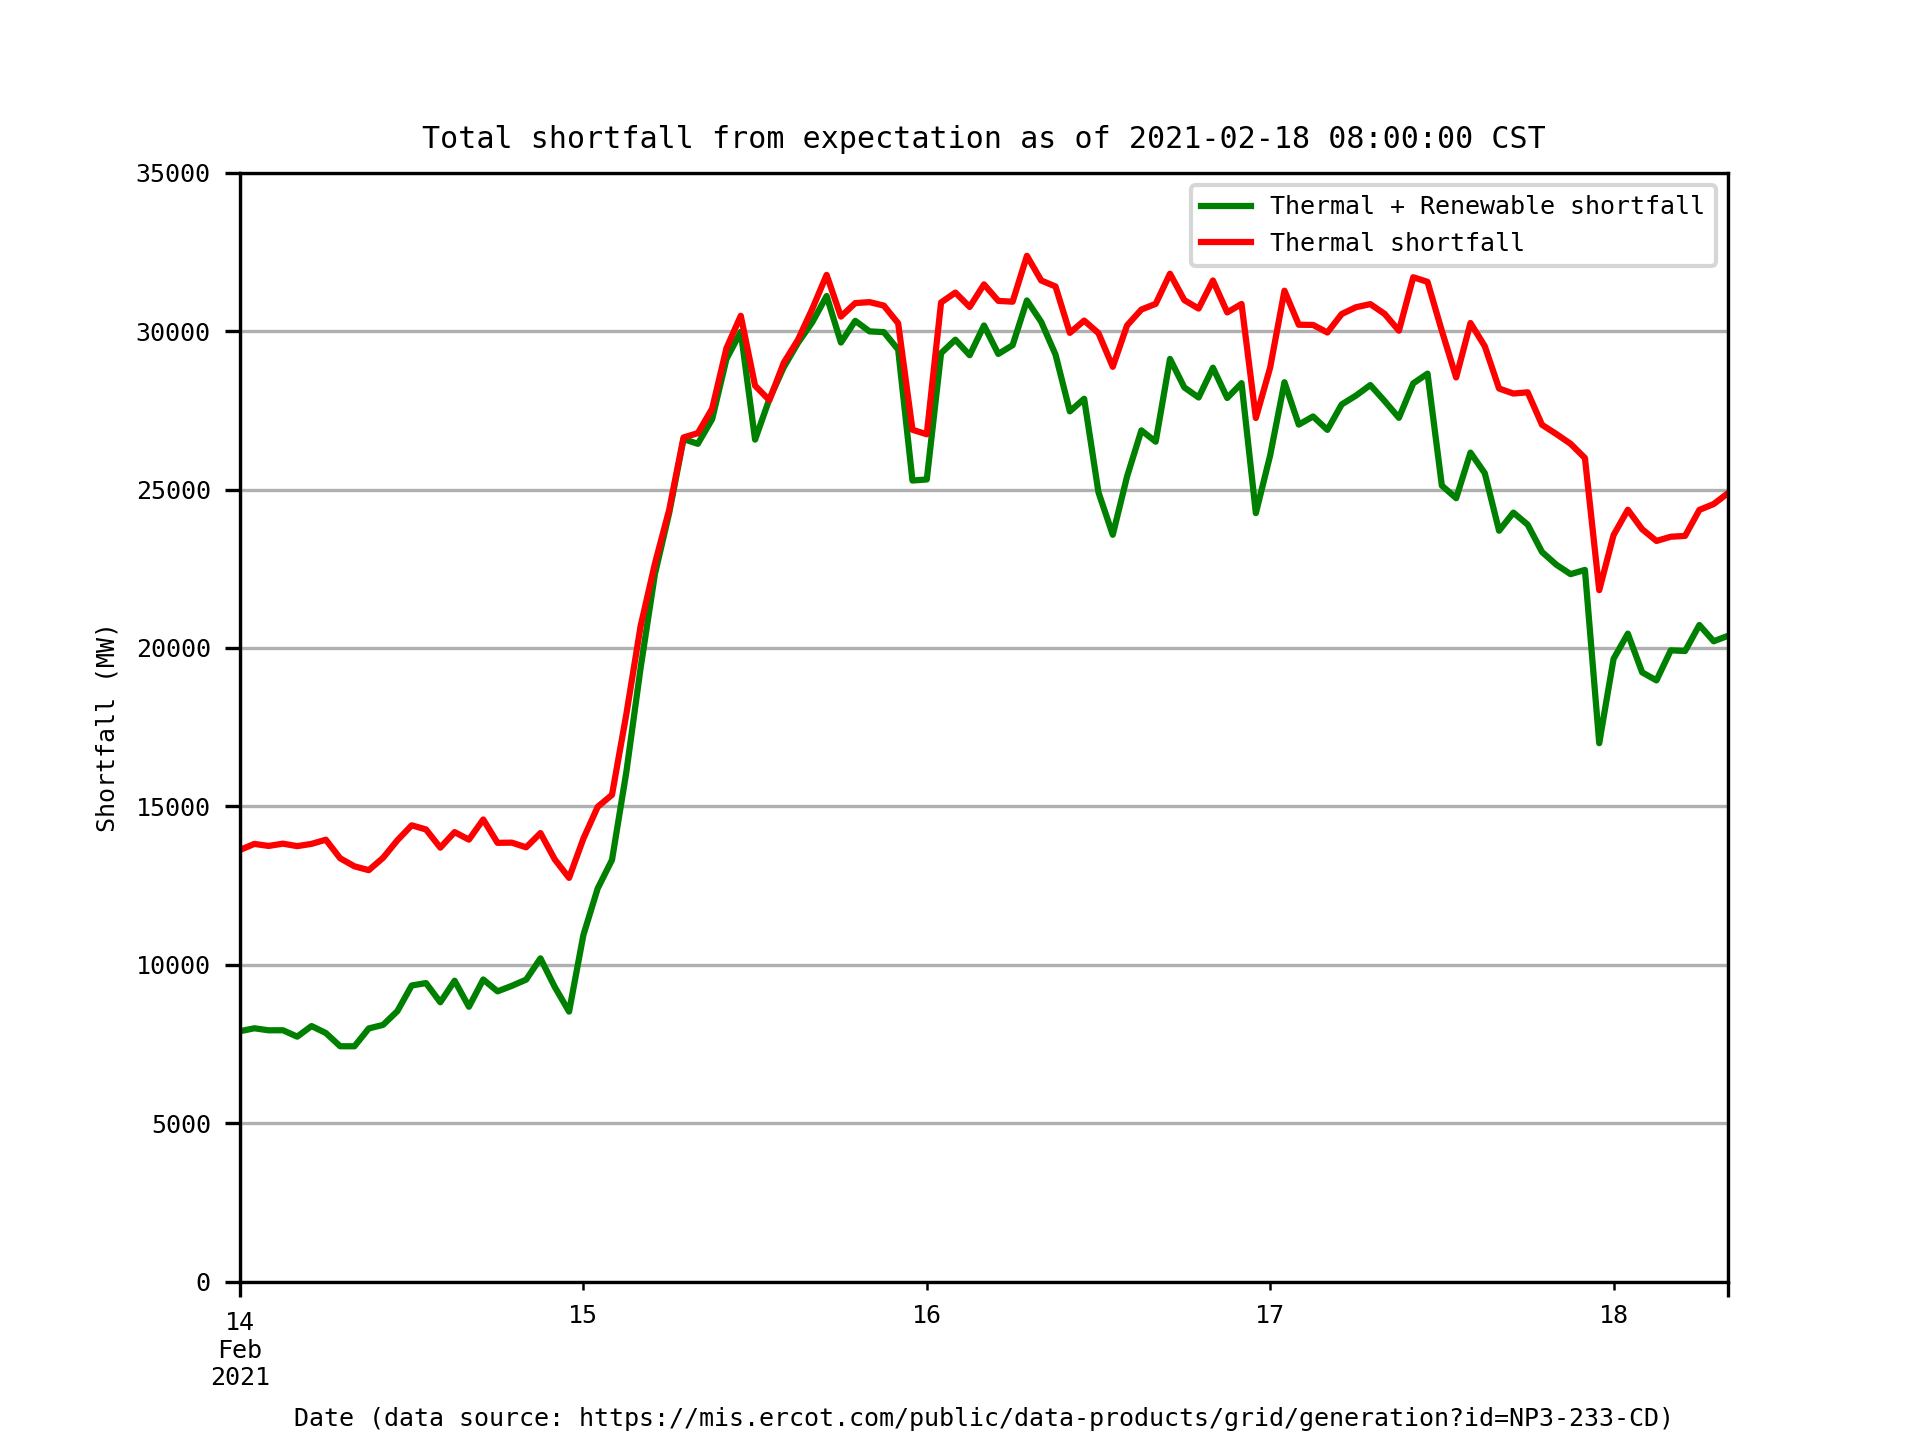 Total shortfall from expectation as of 2021-02-18 08:00:00 CST
Thermal + Renewable shortfall
Thermal shortfall
Shortfall (MW)
35000
30000
25000
20000
15000
10000
5000
0
14
Feb
2021
15
16
17
18
Date (data source: https://mis.ercot.com/public/data-products/grid/generation?id=NP3-233-CD)